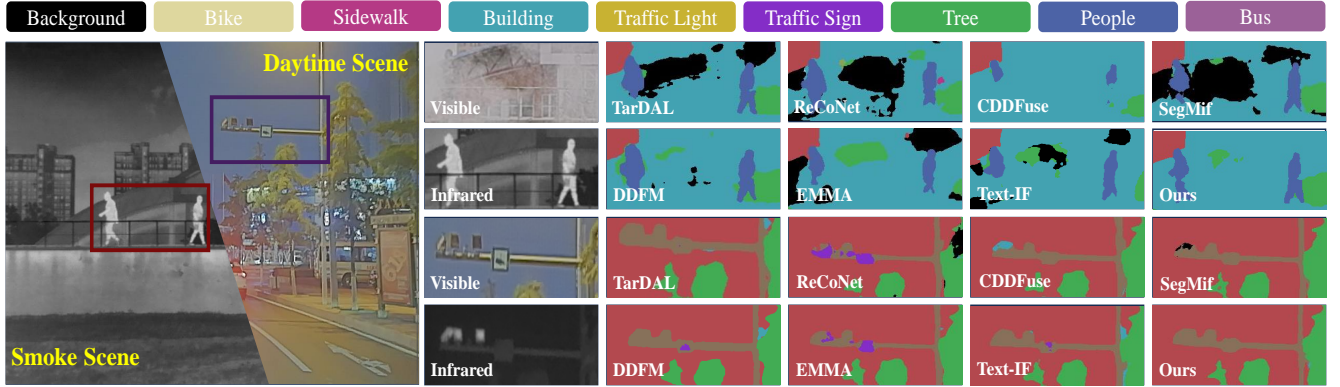 Background Bike Sidewalk Building Traffic Light Traffic Sign Tree People Bus
Daytime Scene
Smoke Scene
Visible TarDAL ReCoNet CDDFuse SegMif
Infrared DDFM EMMA Text-IF Ours
Visible TarDAL ReCoNet CDDFuse SegMif
Infrared DDFM EMMA Text-IF Ours